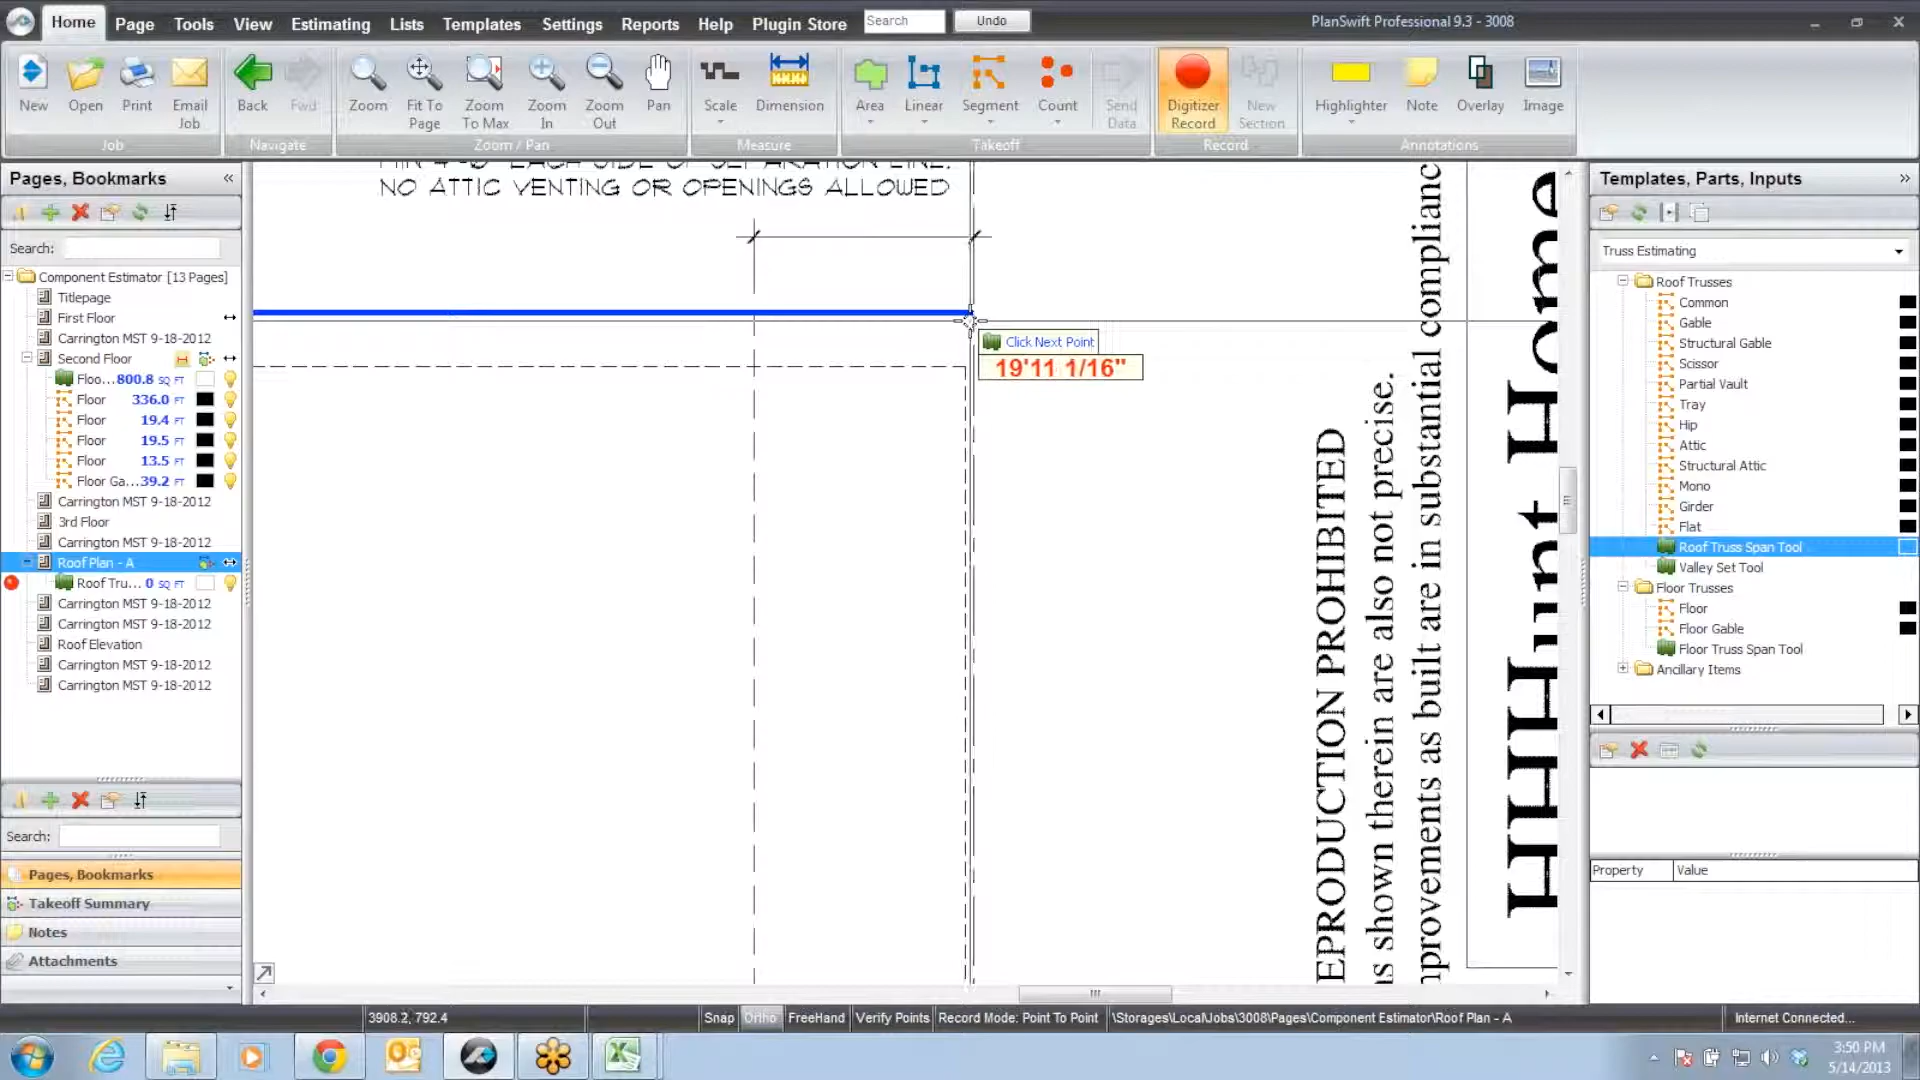 Home Page Tools View Estimating Lists Templates Settings Reports Help Plugin Store Search Undo
PlanSwift Professional 9.3 - 3008
New Open Print Email Job
Back Fwd
Zoom Fit To Page Zoom To Max Zoom In Zoom Out Pan
Scale Dimension
Area Linear Segment Count Send Data
Digitizer Record New Section
Highlighter Note Overlay Image
Job Navigate Zoom / Pan Measure Takeoff Record Annotations
Pages, Bookmarks
Search:
Component Estimator [13 Pages]
Titlepage
First Floor
Carrington MST 9-18-2012
Second Floor
Floo... 800.8 SQ FT
Floor 336.0 FT
Floor 19.4 FT
Floor 19.5 FT
Floor 13.5 FT
Floor Ga... 39.2 FT
Carrington MST 9-18-2012
3rd Floor
Carrington MST 9-18-2012
Roof Plan - A
Roof Tru... 0 SQ FT
Carrington MST 9-18-2012
Carrington MST 9-18-2012
Roof Elevation
Carrington MST 9-18-2012
Carrington MST 9-18-2012
Search:
Pages, Bookmarks
Takeoff Summary
Notes
Attachments
EACH SIDE OF SEPARATION LINE.
NO ATTIC VENTING OR OPENINGS ALLOWED
Click Next Point
19'11 1/16"
EPRODUCTION PROHIBITED
as shown therein are also not precise.
nprovements as built are in substantial complianc
Home
Templates, Parts, Inputs
Truss Estimating
Roof Trusses
Common
Gable
Structural Gable
Scissor
Partial Vault
Tray
Hip
Attic
Structural Attic
Mono
Girder
Flat
Roof Truss Span Tool
Valley Set Tool
Floor Trusses
Floor
Floor Gable
Floor Truss Span Tool
Ancillary Items
Property Value
3908.2, 792.4
Snap Ortho FreeHand Verify Points Record Mode: Point To Point \Storages\Local\Jobs\3008\Pages\Component Estimator\Roof Plan - A
Internet Connected...
3:50 PM
5/14/2013